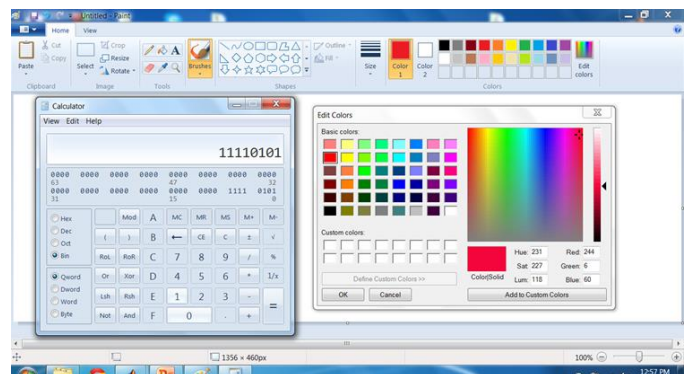 Untitled - Paint
Home View
Cut
Copy
Paste
Crop
Resize
Rotate
Select
A
Brushes
Outline
Fill
Size
Color 1
Color 2
Edit colors
Clipboard
Image
Tools
Shapes
Colors
Calculator
View Edit Help
11110101
0000 0000 0000 0000 0000 0000 0000 0000
63 47 32
0000 0000 0000 0000 0000 0000 1111 0101
31 15 0
Hex
Dec
Oct
Bin
Qword
Dword
Word
Byte
Mod A MC MR MS M+ M-
( ) B ← CE C ± √
RoL RoR C 7 8 9 / %
Or Xor D 4 5 6 * 1/x
Lsh Rsh E 1 2 3 - =
Not And F 0 . +
Edit Colors
Basic colors:
Custom colors:
Define Custom Colors >>
OK Cancel
Color|Solid
Hue: 231 Red: 244
Sat: 227 Green: 6
Lum: 118 Blue: 60
Add to Custom Colors
1356 × 460px
100%
12:57 PM